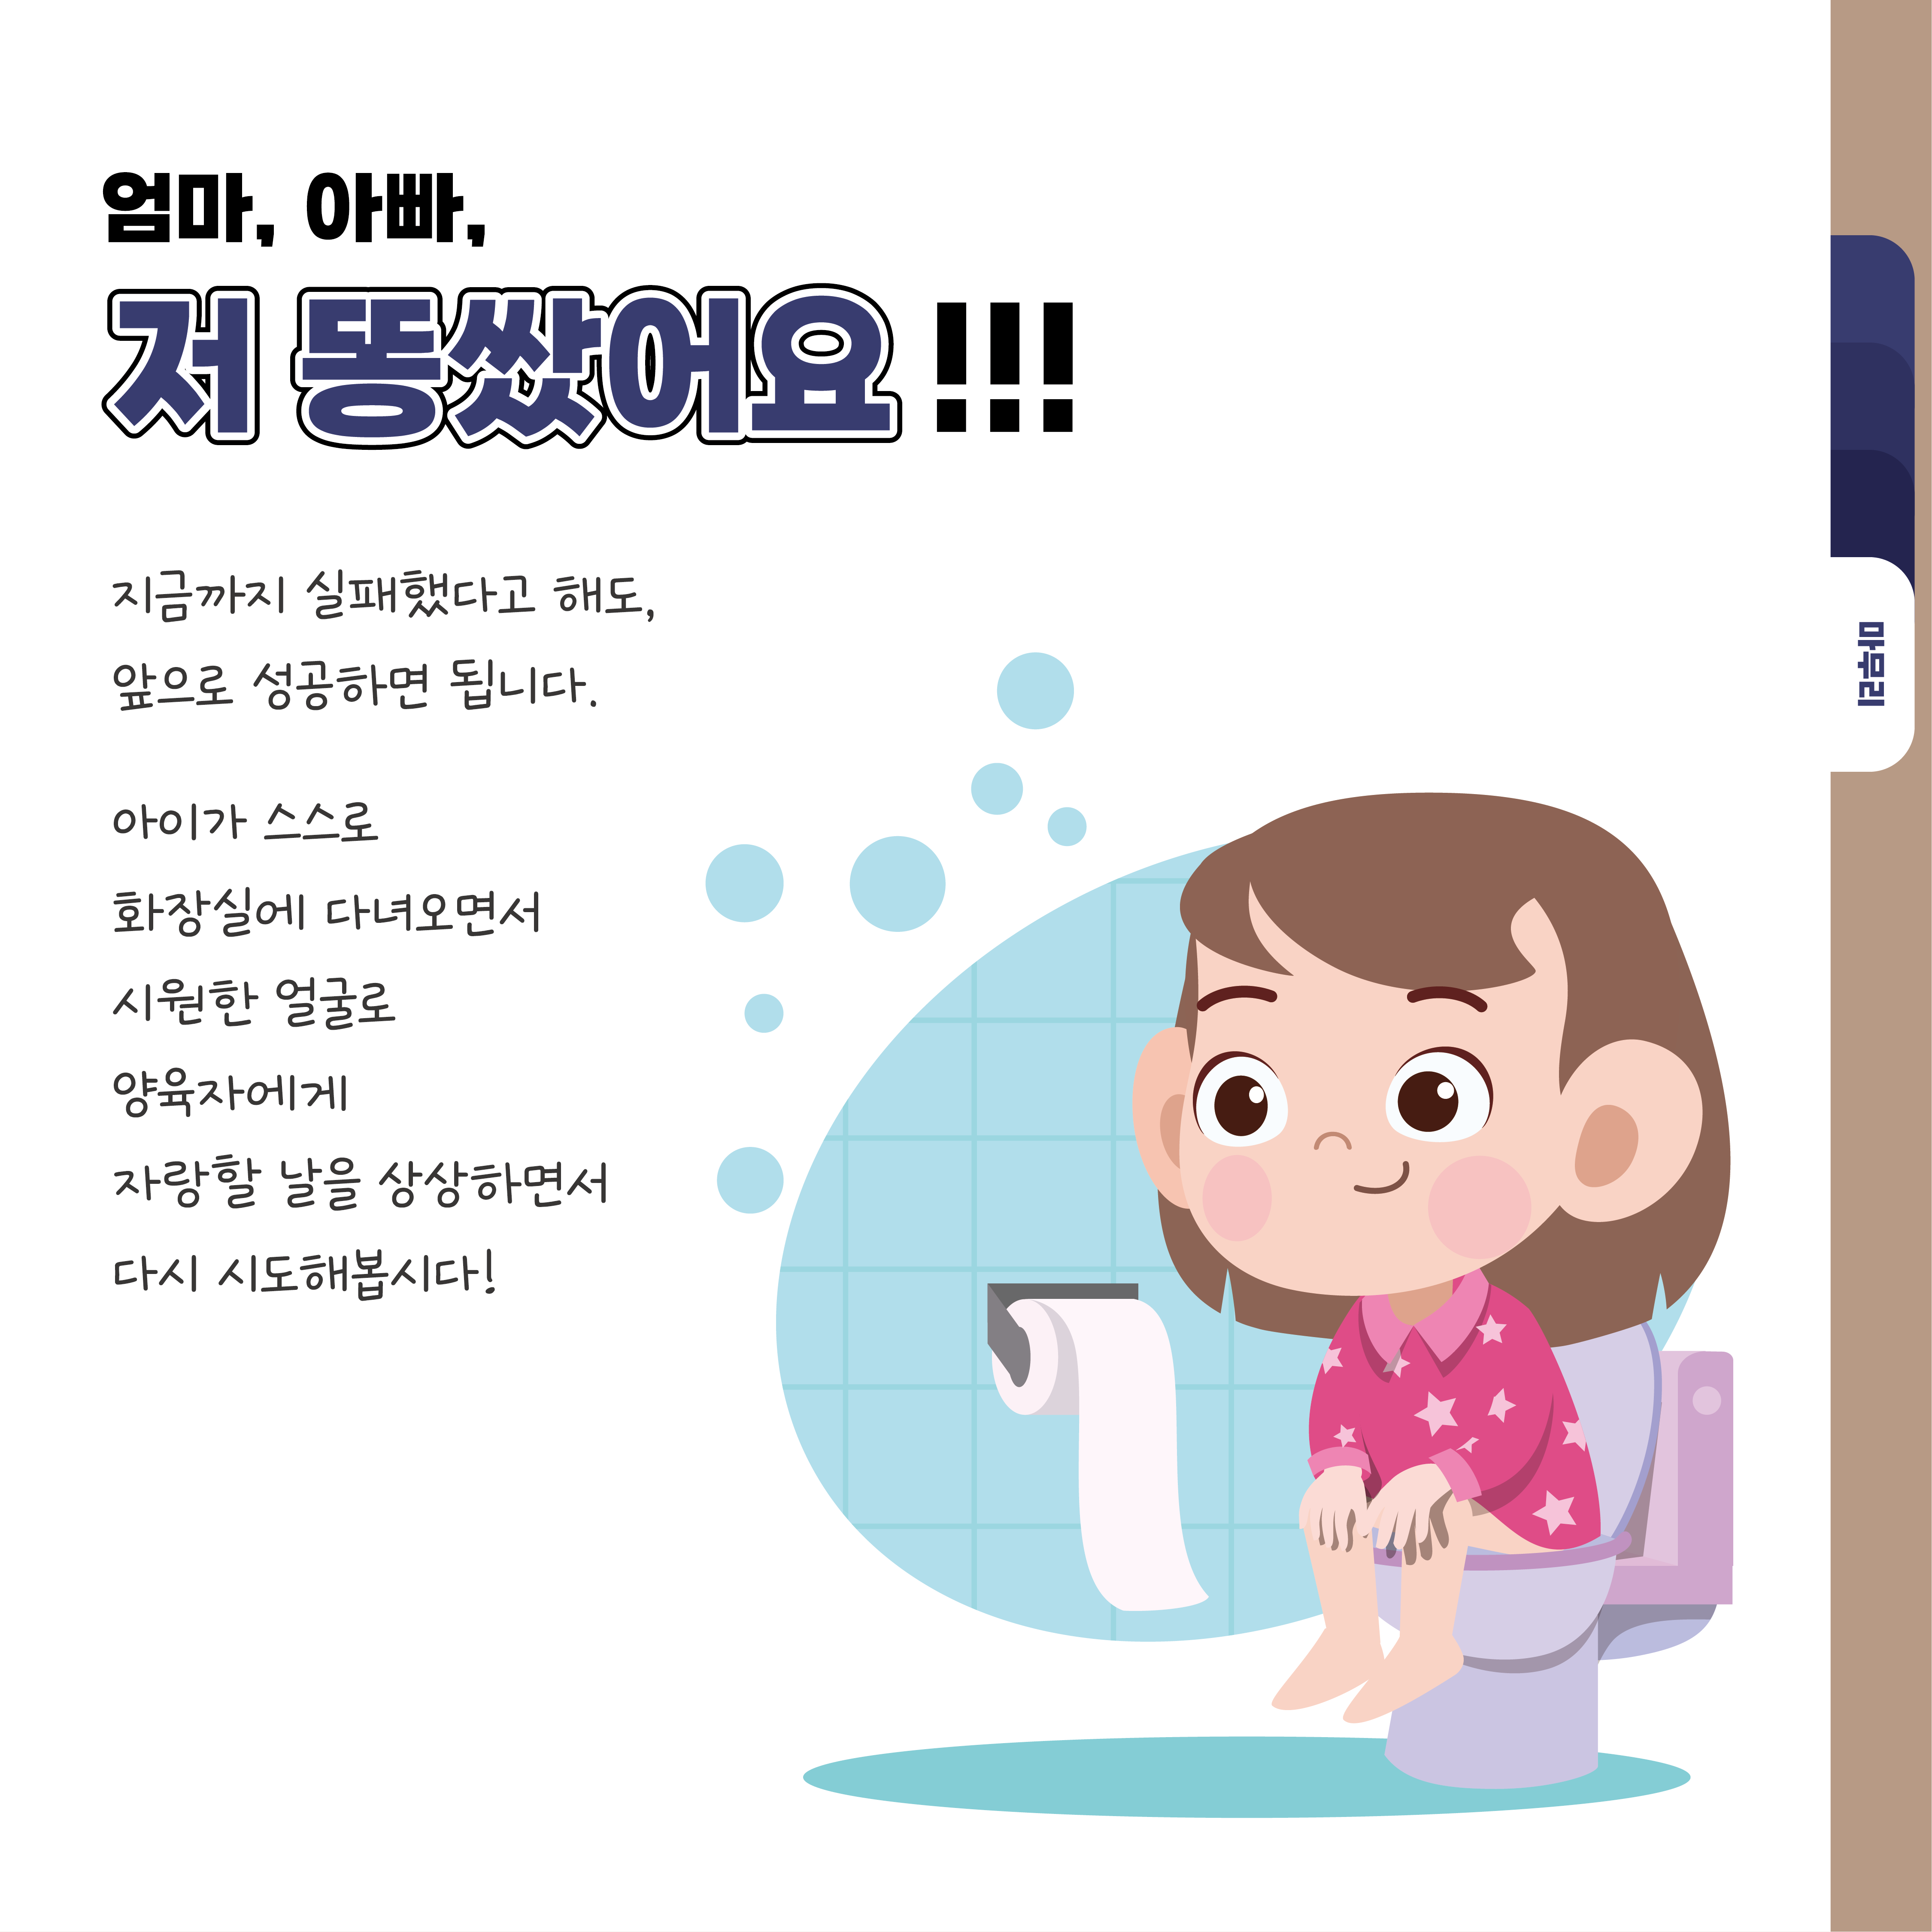 엄마, 아빠,
저 똥쌌어요 !!!
지금까지 실패했다고 해도,
앞으로 성공하면 됩니다.
아이가 스스로
화장실에 다녀오면서
시원한 얼굴로
양육자에게
자랑할 날을 상상하면서
다시 시도해봅시다!
마무리